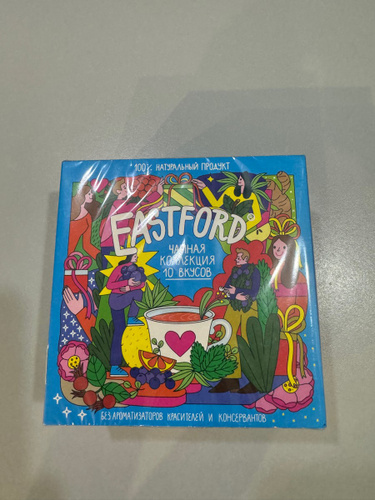 100% НАТУРАЛЬНЫЙ ПРОДУКТ
EASTFORD
ЧАЙНАЯ
КОЛЛЕКЦИЯ
10 ВКУСОВ
БЕЗ АРОМАТИЗАТОРОВ КРАСИТЕЛЕЙ И КОНСЕРВАНТОВ